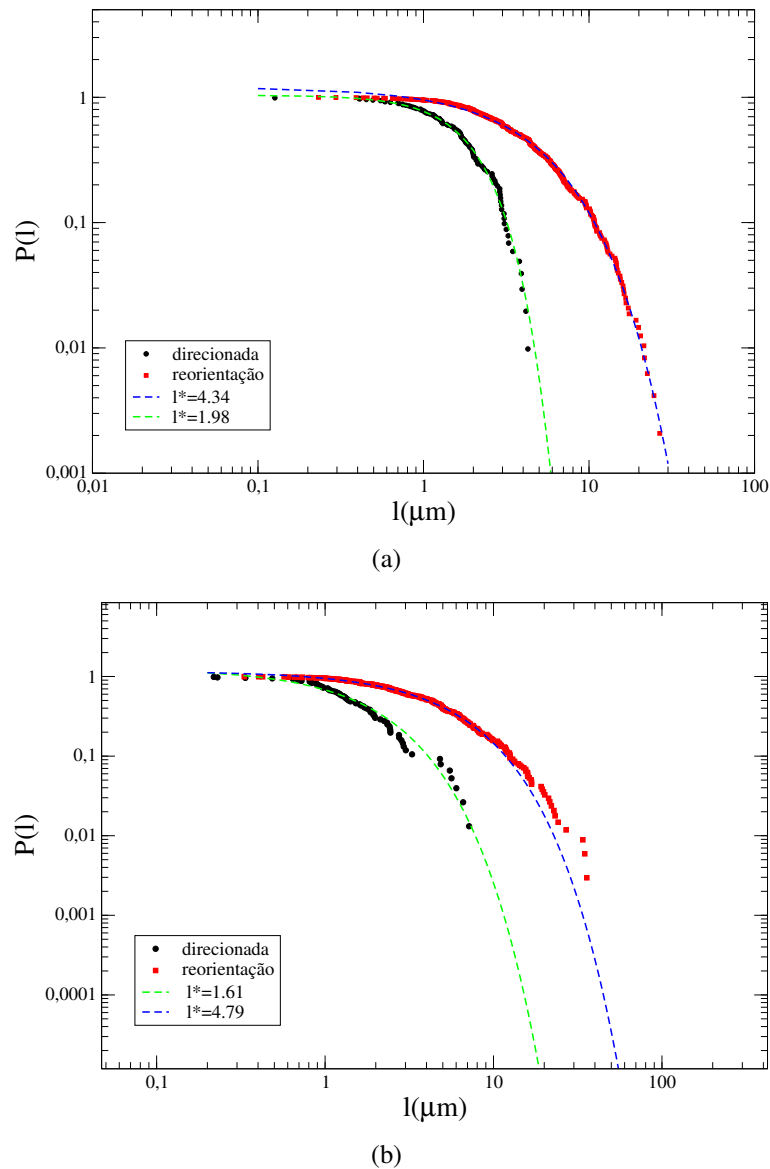 10
1
0,1
0,01
0,001
P(l)
direcionada
reorientação
l*=4.34
l*=1.98
0,01
0,1
1
10
100
l(μm)
(a)
1
0,1
0,01
0,001
0,0001
P(l)
direcionada
reorientação
l*=1.61
l*=4.79
0,1
1
10
100
l(μm)
(b)